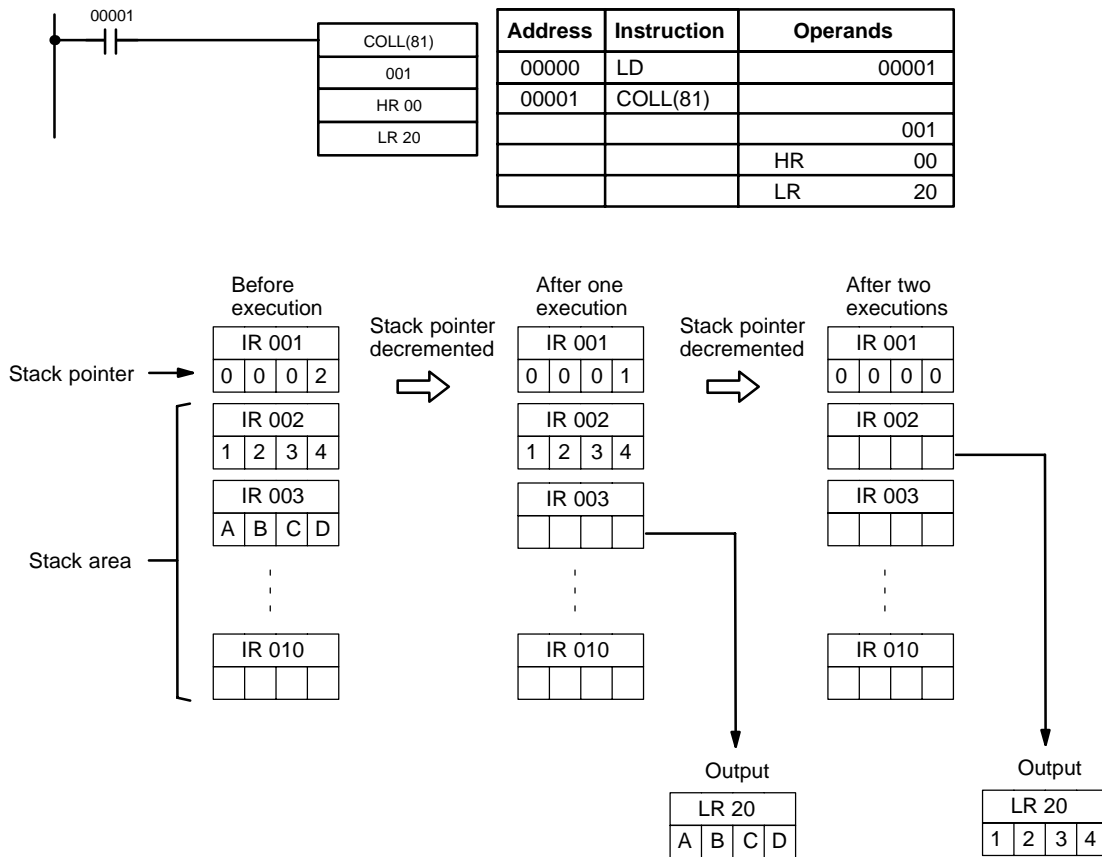 00001
COLL(81)
001
HR 00
LR 20
Address Instruction Operands
00000 LD 00001
00001 COLL(81)
001
HR 00
LR 20
Before
execution
Stack pointer
decremented
After one
execution
Stack pointer
decremented
After two
executions
Stack pointer
IR 001
0 0 0 2
IR 001
0 0 0 1
IR 001
0 0 0 0
IR 002
1 2 3 4
IR 002
1 2 3 4
IR 002
Stack area
IR 003
A B C D
IR 003
IR 003
IR 010
IR 010
IR 010
Output
LR 20
A B C D
Output
LR 20
1 2 3 4